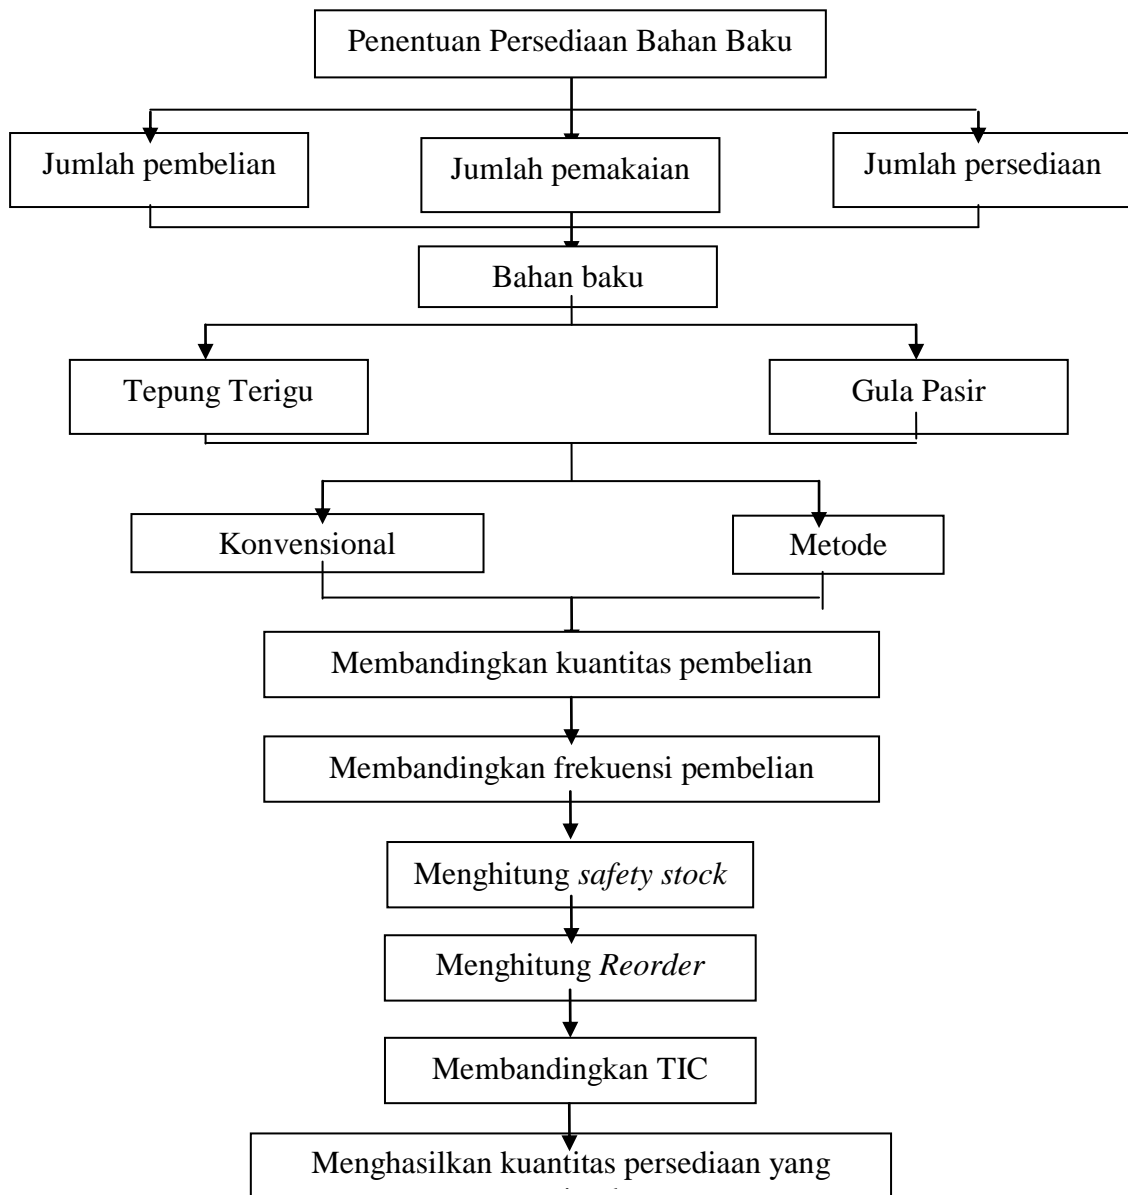 Penentuan Persediaan Bahan Baku
Jumlah pembelian
Jumlah pemakaian
Jumlah persediaan
Bahan baku
Tepung Terigu
Gula Pasir
Konvensional
Metode
Membandingkan kuantitas pembelian
Membandingkan frekuensi pembelian
Menghitung safety stock
Menghitung Reorder
Membandingkan TIC
Menghasilkan kuantitas persediaan yang